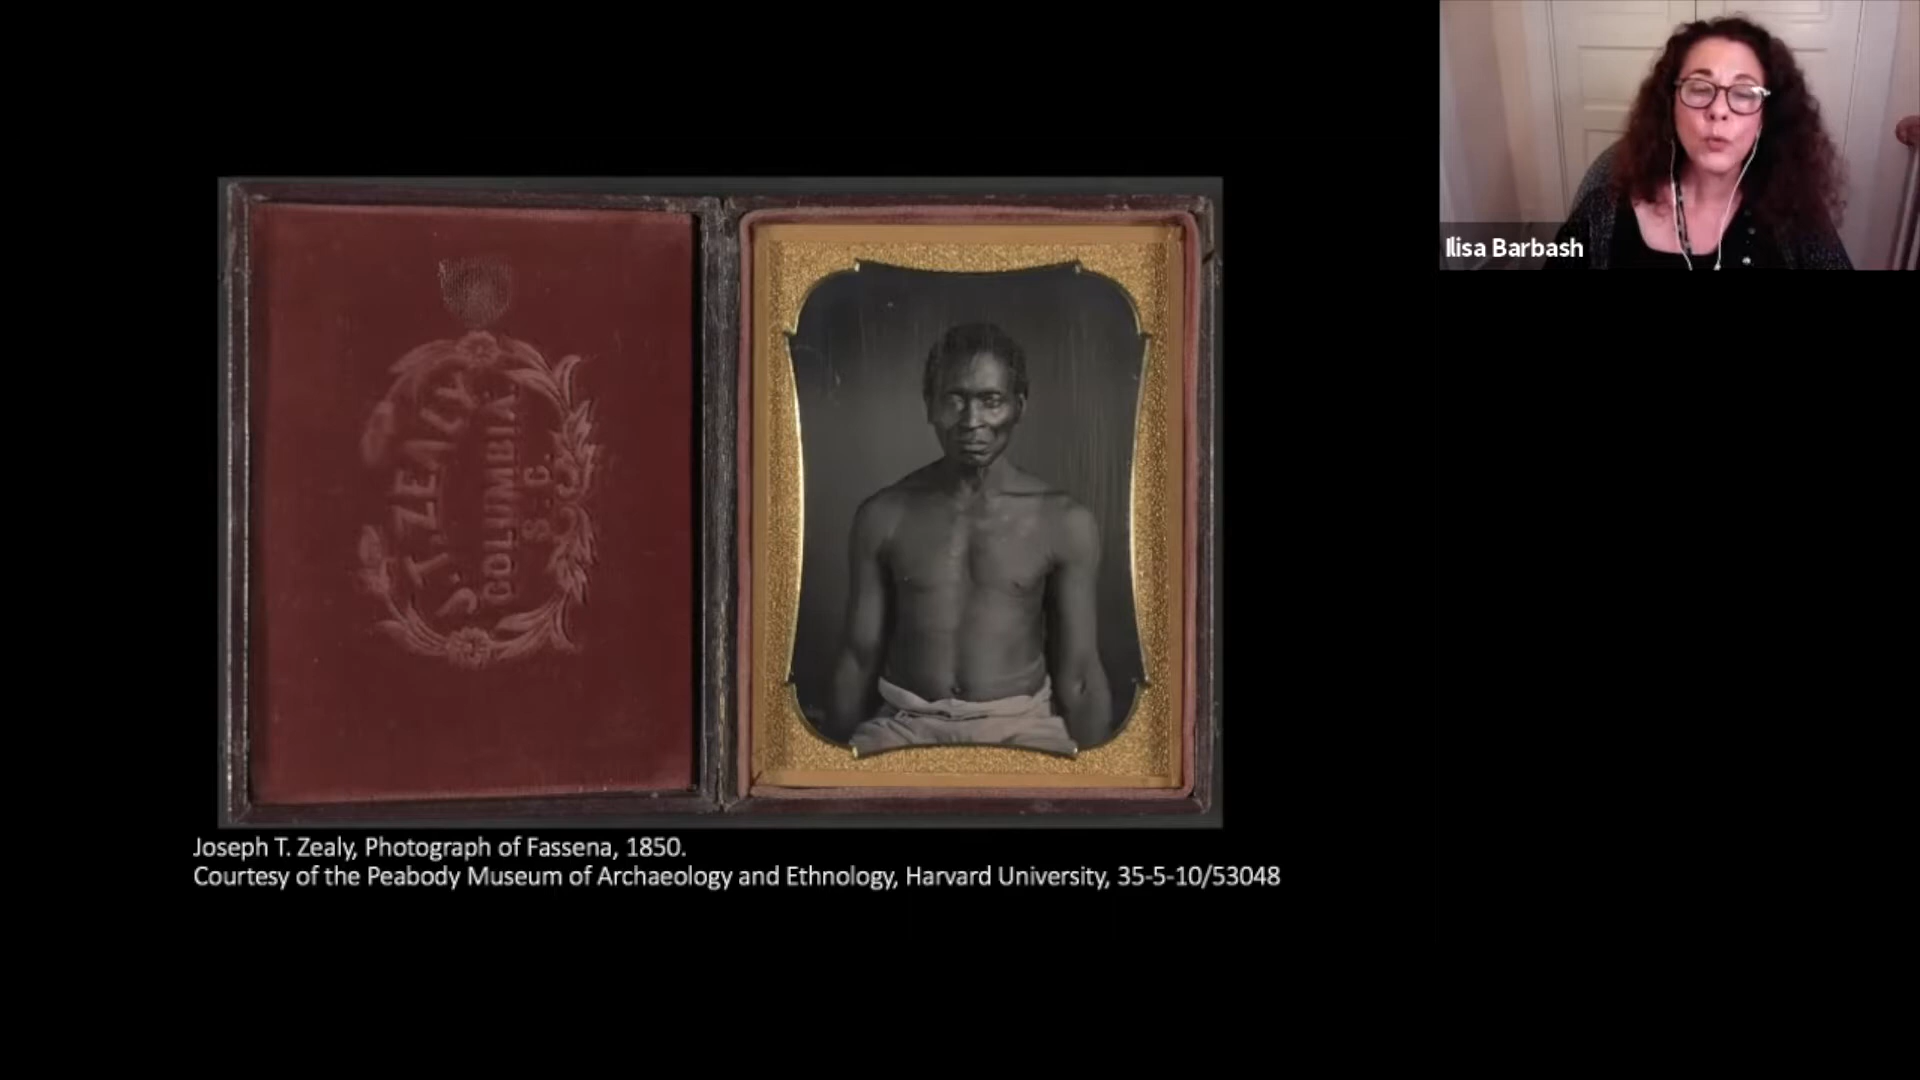 S. T. ZEALY
COLUMBIA
S. C.
Ilisa Barbash
Joseph T. Zealy, Photograph of Fassena, 1850.
Courtesy of the Peabody Museum of Archaeology and Ethnology, Harvard University, 35-5-10/53048